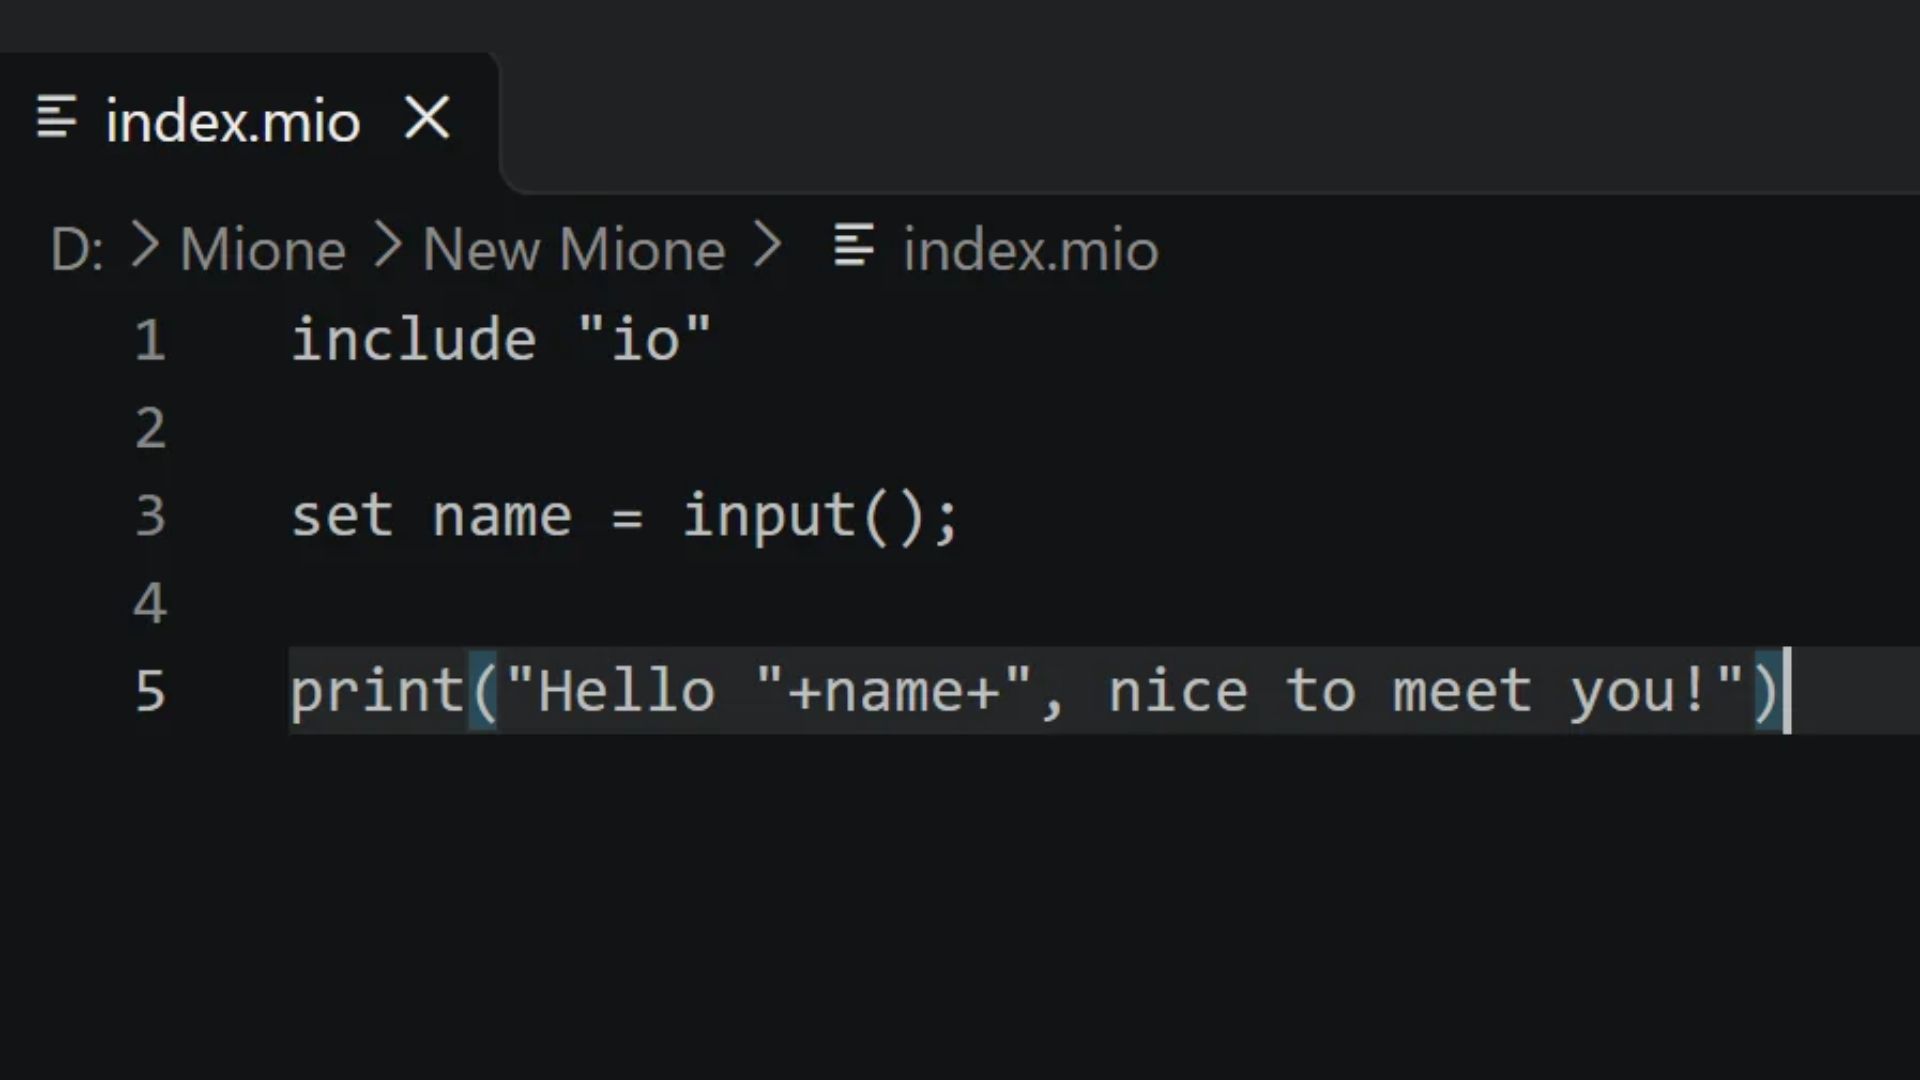 index.mio
D: > Mione > New Mione > index.mio
1 include "io"
2
3 set name = input();
4
5 print("Hello "+name+", nice to meet you!")